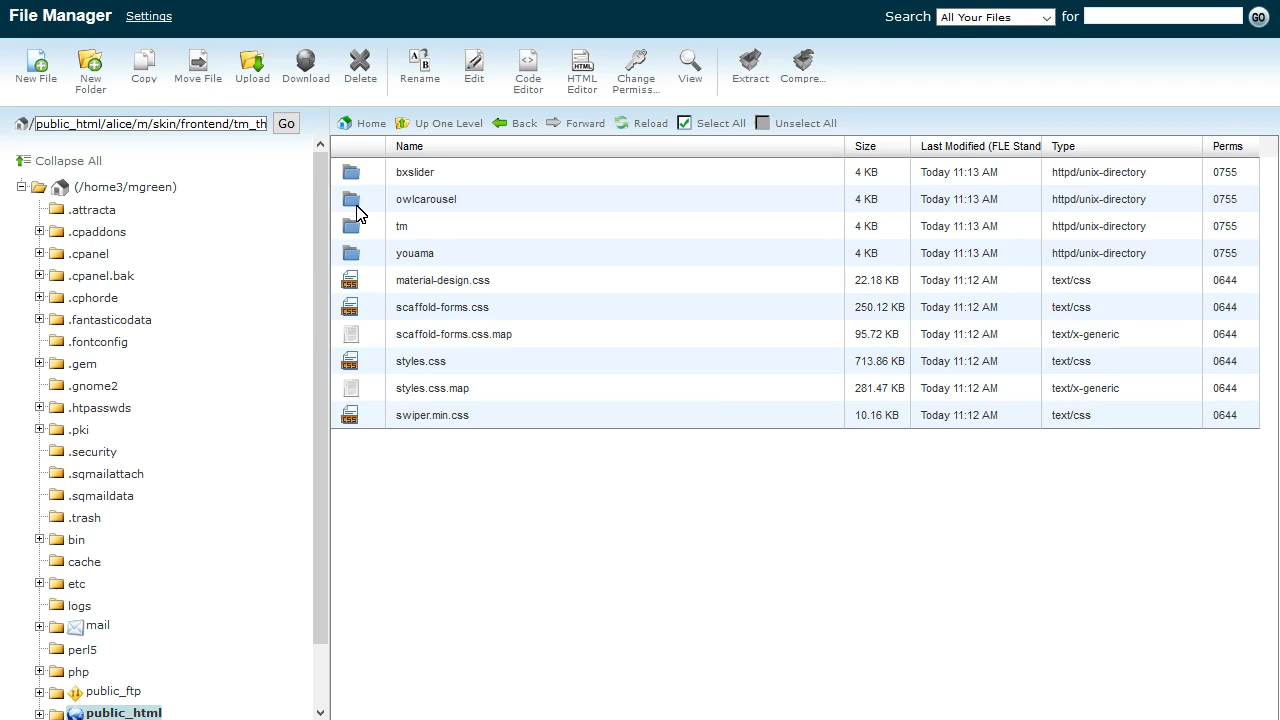 File Manager Settings Search All Your Files for GO
New File New Folder Copy Move File Upload Download Delete Rename Edit Code Editor HTML Editor Change Permiss... View Extract Compre...
/ public_html/alice/m/skin/frontend/tm_th Go Home Up One Level Back Forward Reload Select All Unselect All
Collapse All
(/home3/mgreen)
.attracta
.cpaddons
.cpanel
.cpanel.bak
.cphorde
.fantasticodata
.fontconfig
.gem
.gnome2
.htpasswds
.pki
.security
.sqmailattach
.sqmaildata
.trash
bin
cache
etc
logs
mail
perl5
php
public_ftp
public_html
Name Size Last Modified (FLE Stand Type Perms
bxslider 4 KB Today 11:13 AM httpd/unix-directory 0755
owlcarousel 4 KB Today 11:13 AM httpd/unix-directory 0755
tm 4 KB Today 11:13 AM httpd/unix-directory 0755
youama 4 KB Today 11:13 AM httpd/unix-directory 0755
material-design.css 22.18 KB Today 11:12 AM text/css 0644
scaffold-forms.css 250.12 KB Today 11:12 AM text/css 0644
scaffold-forms.css.map 95.72 KB Today 11:12 AM text/x-generic 0644
styles.css 713.86 KB Today 11:12 AM text/css 0644
styles.css.map 281.47 KB Today 11:12 AM text/x-generic 0644
swiper.min.css 10.16 KB Today 11:12 AM text/css 0644